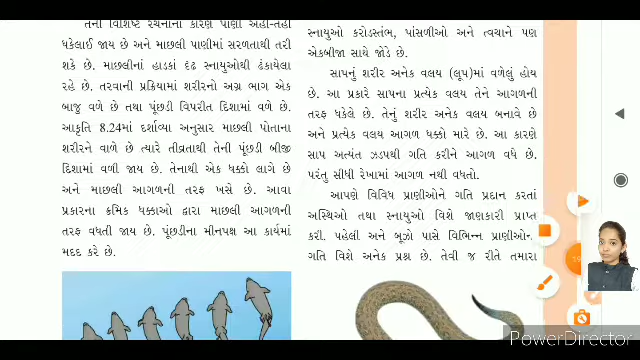 તેની વિશિષ્ટ રચનાના કારણે પાણી અહીં-તહીં
ધકેલાઈ જાય છે અને માછલી પાણીમાં સરળતાથી તરી
શકે છે. માછલીનાં હાડકાં દૃઢ સ્નાયુઓથી ઢંકાયેલા
રહે છે. તરવાની પ્રક્રિયામાં શરીરનો અગ્ર ભાગ એક
બાજુ વળે છે તથા પૂંછડી વિપરીત દિશામાં વળે છે.
આકૃતિ 8.24માં દર્શાવ્યા અનુસાર માછલી પોતાના
શરીરને વાળે છે ત્યારે તીવ્રતાથી તેની પૂંછડી બીજી
દિશામાં વળી જાય છે. તેનાથી એક ધક્કો લાગે છે
અને માછલી આગળની તરફ ખસે છે. આવા
પ્રકારના ક્રમિક ધક્કાઓ દ્વારા માછલી આગળની
તરફ વધતી જાય છે. પૂંછડીના મીનપક્ષ આ કાર્યમાં
મદદ કરે છે.
સ્નાયુઓ કરોડસ્તંભ, પાંસળીઓ અને ત્વચાને પણ
એકબીજા સાથે જોડે છે.
સાપનું શરીર અનેક વલય (લૂપ)માં વળેલું હોય
છે. આ પ્રકારે સાપના પ્રત્યેક વલય તેને આગળની
તરફ ધકેલે છે. તેનું શરીર અનેક વલય બનાવે છે
અને પ્રત્યેક વલય આગળ ધક્કો મારે છે. આ કારણે
સાપ અત્યંત ઝડપથી ગતિ કરીને આગળ વધે છે.
પરંતુ સીધી રેખામાં આગળ નથી વધતો.
આપણે વિવિધ પ્રાણીઓને ગતિ પ્રદાન કરતાં
અસ્થિઓ તથા સ્નાયુઓ વિશે જાણકારી પ્રાપ્ત
કરી. પહેલી અને બૂઝો પાસે વિભિન્ન પ્રાણીઓન
ગતિ વિશે અનેક પ્રશ્ન છે. તેવી જ રીતે તમારા
PowerDirector